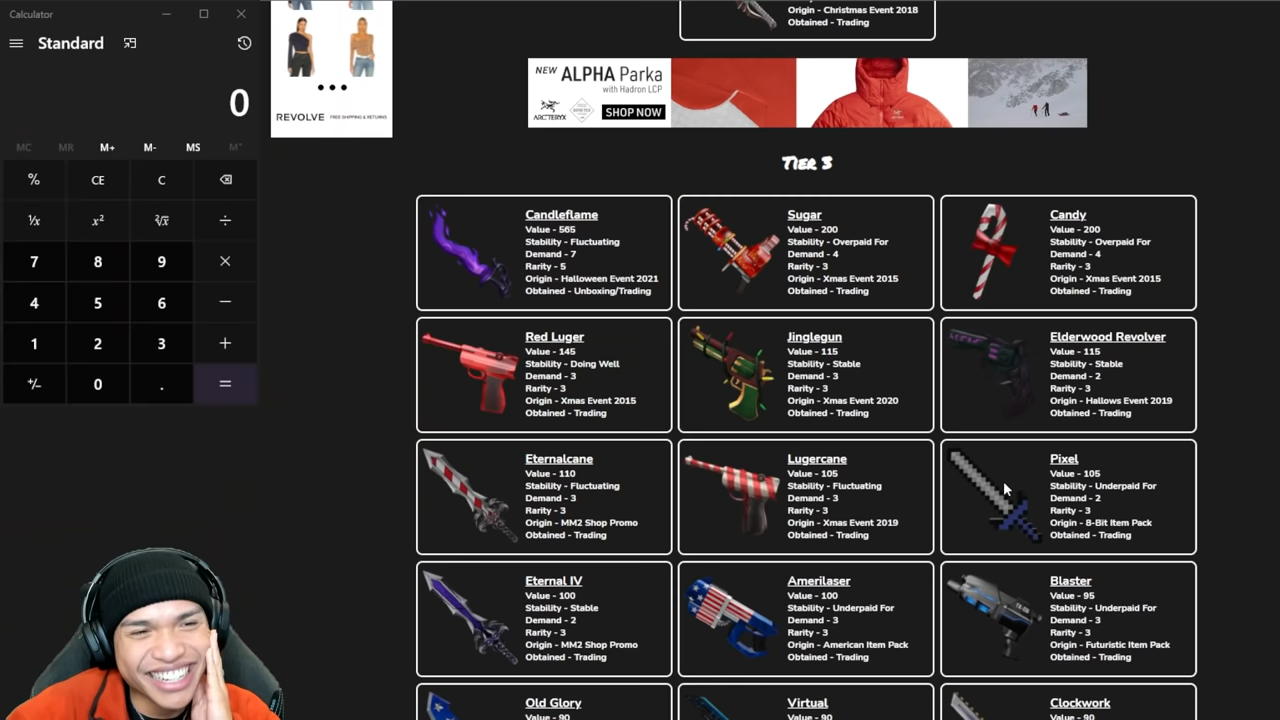 Calculator
Standard
0
MC MR M+ M- MS M˅
% CE C
¹/x x² ²√x ÷
7 8 9 ×
4 5 6 −
1 2 3 +
+/- 0 . =
REVOLVE FREE SHIPPING & RETURNS
Origin - Christmas Event 2018
Obtained - Trading
NEW ALPHA Parka
with Hadron LCP
ARC'TERYX
SHOP NOW
Tier 3
Candleflame
Value - 565
Stability - Fluctuating
Demand - 7
Rarity - 5
Origin - Halloween Event 2021
Obtained - Unboxing/Trading
Sugar
Value - 200
Stability - Overpaid For
Demand - 4
Rarity - 3
Origin - Xmas Event 2015
Obtained - Trading
Candy
Value - 200
Stability - Overpaid For
Demand - 4
Rarity - 3
Origin - Xmas Event 2015
Obtained - Trading
Red Luger
Value - 145
Stability - Doing Well
Demand - 3
Rarity - 3
Origin - Xmas Event 2015
Obtained - Trading
Jinglegun
Value - 115
Stability - Stable
Demand - 3
Rarity - 3
Origin - Xmas Event 2020
Obtained - Trading
Elderwood Revolver
Value - 115
Stability - Stable
Demand - 2
Rarity - 3
Origin - Hallows Event 2019
Obtained - Trading
Eternalcane
Value - 110
Stability - Fluctuating
Demand - 3
Rarity - 3
Origin - MM2 Shop Promo
Obtained - Trading
Lugercane
Value - 105
Stability - Fluctuating
Demand - 3
Rarity - 3
Origin - Xmas Event 2019
Obtained - Trading
Pixel
Value - 105
Stability - Underpaid For
Demand - 2
Rarity - 3
Origin - 8-Bit Item Pack
Obtained - Trading
Eternal IV
Value - 100
Stability - Stable
Demand - 2
Rarity - 3
Origin - MM2 Shop Promo
Obtained - Trading
Amerilaser
Value - 100
Stability - Underpaid For
Demand - 3
Rarity - 3
Origin - American Item Pack
Obtained - Trading
Blaster
Value - 95
Stability - Underpaid For
Demand - 3
Rarity - 3
Origin - Futuristic Item Pack
Obtained - Trading
Old Glory
Value - 90
Virtual
Value - 90
Clockwork
Value - 90